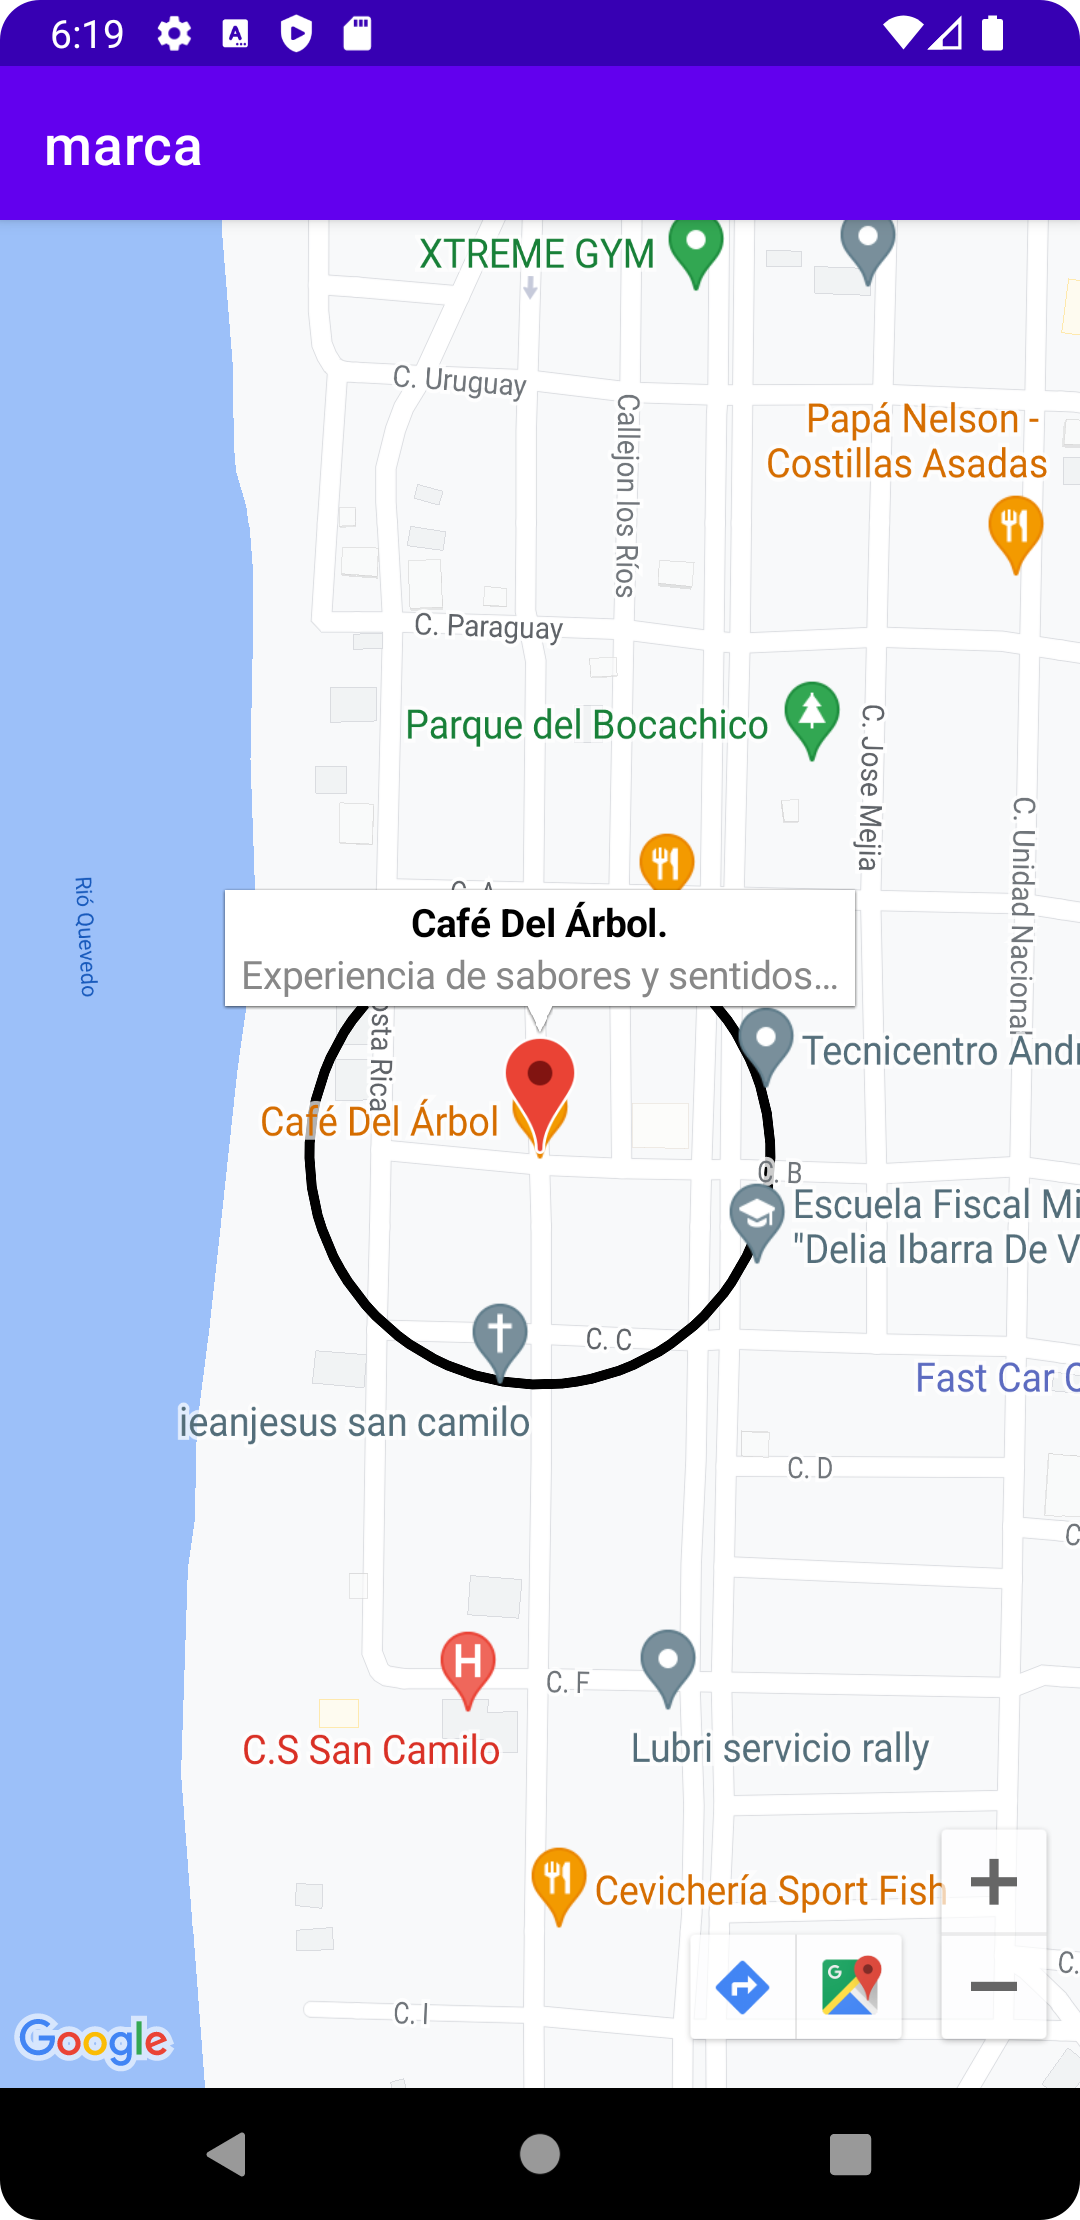 6:19
marca
XTREME GYM
C. Uruguay
Callejon los Ríos
Papá Nelson -
Costillas Asadas
C. Paraguay
Parque del Bocachico
C. Jose Mejia
C. Unidad Nacional
Rió Quevedo
C. A
Café Del Árbol.
Experiencia de sabores y sentidos...
osta Rica
Tecnicentro Andr
Café Del Árbol
C. B
Escuela Fiscal Mi
"Delia Ibarra De V
C. C
Fast Car C
ieanjesus san camilo
C. D
C
H
C. F
C.S San Camilo
Lubri servicio rally
Cevichería Sport Fish
C.
G
C. I
Google